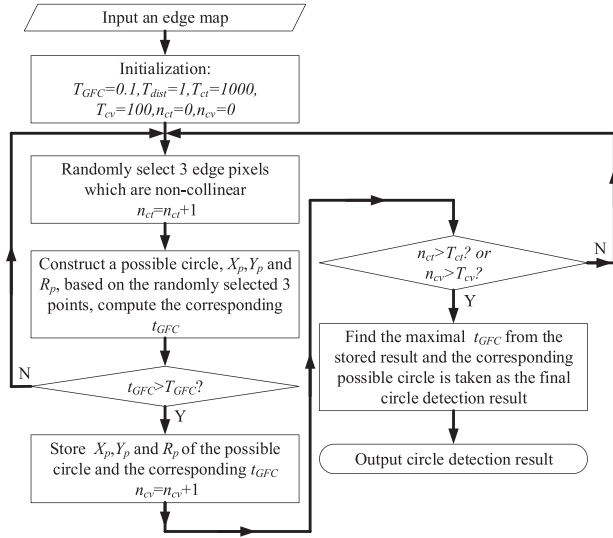 Input an edge map
Initialization:
T_GFC=0.1,T_dist=1,T_ct=1000,
T_cv=100,n_ct=0,n_cv=0
Randomly select 3 edge pixels
which are non-collinear
n_ct=n_ct+1
Construct a possible circle, X_p,Y_p and
R_p, based on the randomly selected 3
points, compute the corresponding
t_GFC
N
t_GFC>T_GFC?
Y
Store X_p,Y_p and R_p of the possible
circle and the corresponding t_GFC
n_cv=n_cv+1
n_ct>T_ct? or
n_cv>T_cv?
N
Y
Find the maximal t_GFC from the
stored result and the corresponding
possible circle is taken as the final
circle detection result
Output circle detection result